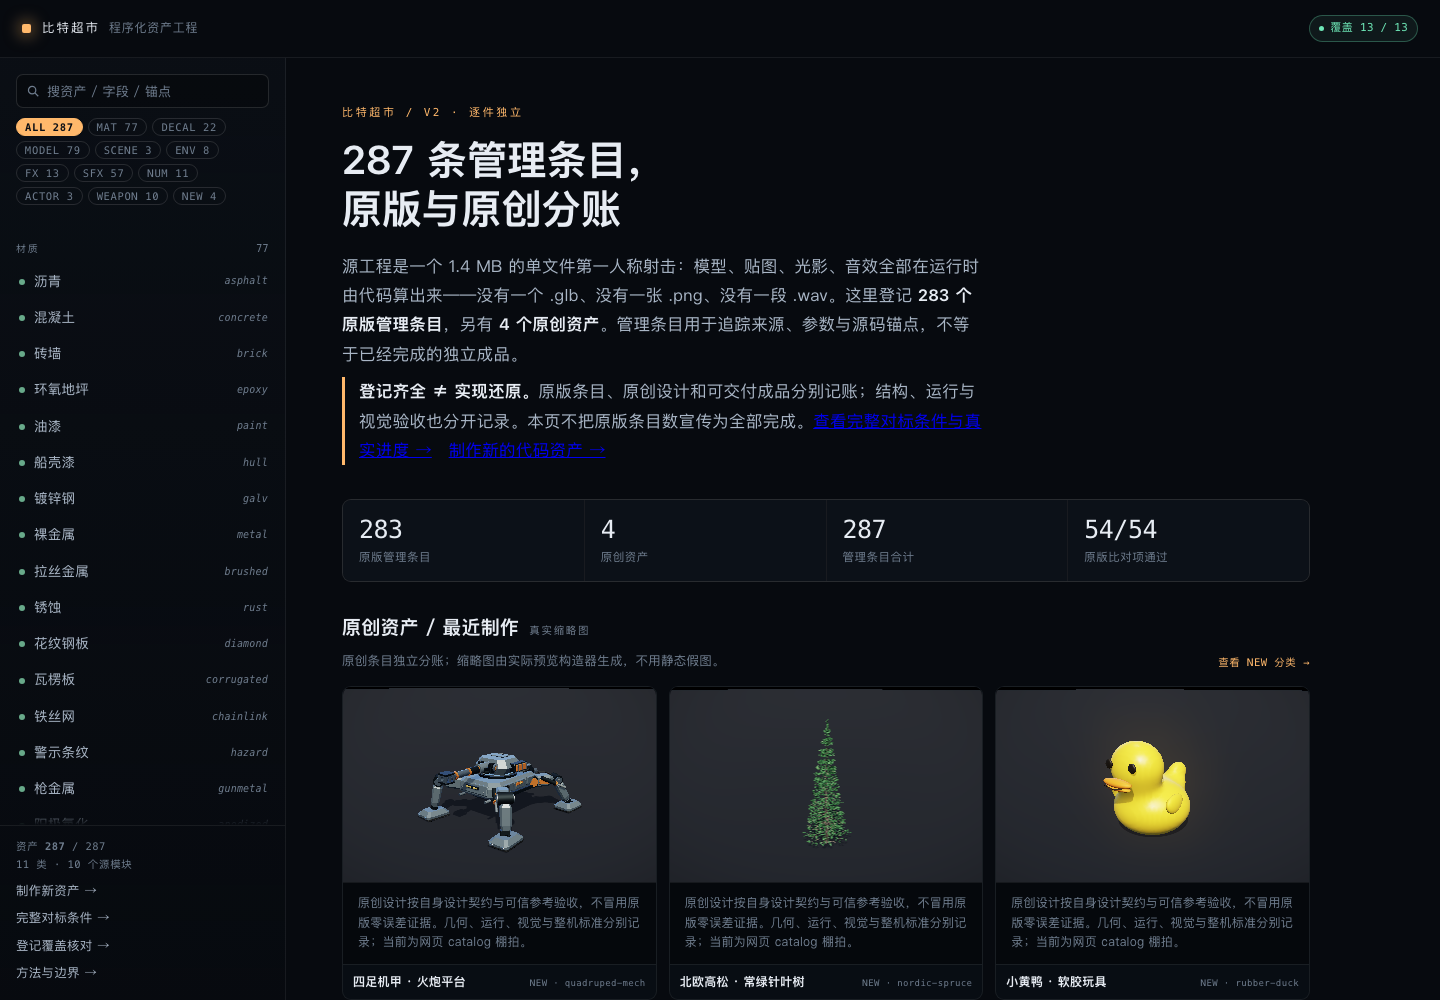 比特超市 程序化资产工程
覆盖 13 / 13
搜资产 / 字段 / 锚点
ALL 287 MAT 77 DECAL 22
MODEL 79 SCENE 3 ENV 8
FX 13 SFX 57 NUM 11
ACTOR 3 WEAPON 10 NEW 4
材质 77
沥青 asphalt
混凝土 concrete
砖墙 brick
环氧地坪 epoxy
油漆 paint
船壳漆 hull
镀锌钢 galv
裸金属 metal
拉丝金属 brushed
锈蚀 rust
花纹钢板 diamond
瓦楞板 corrugated
铁丝网 chainlink
警示条纹 hazard
枪金属 gunmetal
阳极氧化 anodized
资产 287 / 287
11 类 · 10 个源模块
制作新资产 →
完整对标条件 →
登记覆盖核对 →
方法与边界 →
比特超市 / V2 · 逐件独立
287 条管理条目，
原版与原创分账
源工程是一个 1.4 MB 的单文件第一人称射击：模型、贴图、光影、音效全部在运行时
由代码算出来——没有一个 .glb、没有一张 .png、没有一段 .wav。这里登记 283 个
原版管理条目，另有 4 个原创资产。管理条目用于追踪来源、参数与源码锚点，不等
于已经完成的独立成品。
登记齐全 ≠ 实现还原。原版条目、原创设计和可交付成品分别记账；结构、运行与
视觉验收也分开记录。本页不把原版条目数宣传为全部完成。查看完整对标条件与真
实进度 → 制作新的代码资产 →
283 4 287 54/54
原版管理条目 原创资产 管理条目合计 原版比对项通过
原创资产 / 最近制作 真实缩略图
原创条目独立分账；缩略图由实际预览构造器生成，不用静态假图。
查看 NEW 分类 →
原创设计按自身设计契约与可信参考验收，不冒用原
版零误差证据。几何、运行、视觉与整机标准分别记
录；当前为网页 catalog 棚拍。
四足机甲 · 火炮平台 NEW · quadruped-mech
原创设计按自身设计契约与可信参考验收，不冒用原
版零误差证据。几何、运行、视觉与整机标准分别记
录；当前为网页 catalog 棚拍。
北欧高松 · 常绿针叶树 NEW · nordic-spruce
原创设计按自身设计契约与可信参考验收，不冒用原
版零误差证据。几何、运行、视觉与整机标准分别记
录；当前为网页 catalog 棚拍。
小黄鸭 · 软胶玩具 NEW · rubber-duck